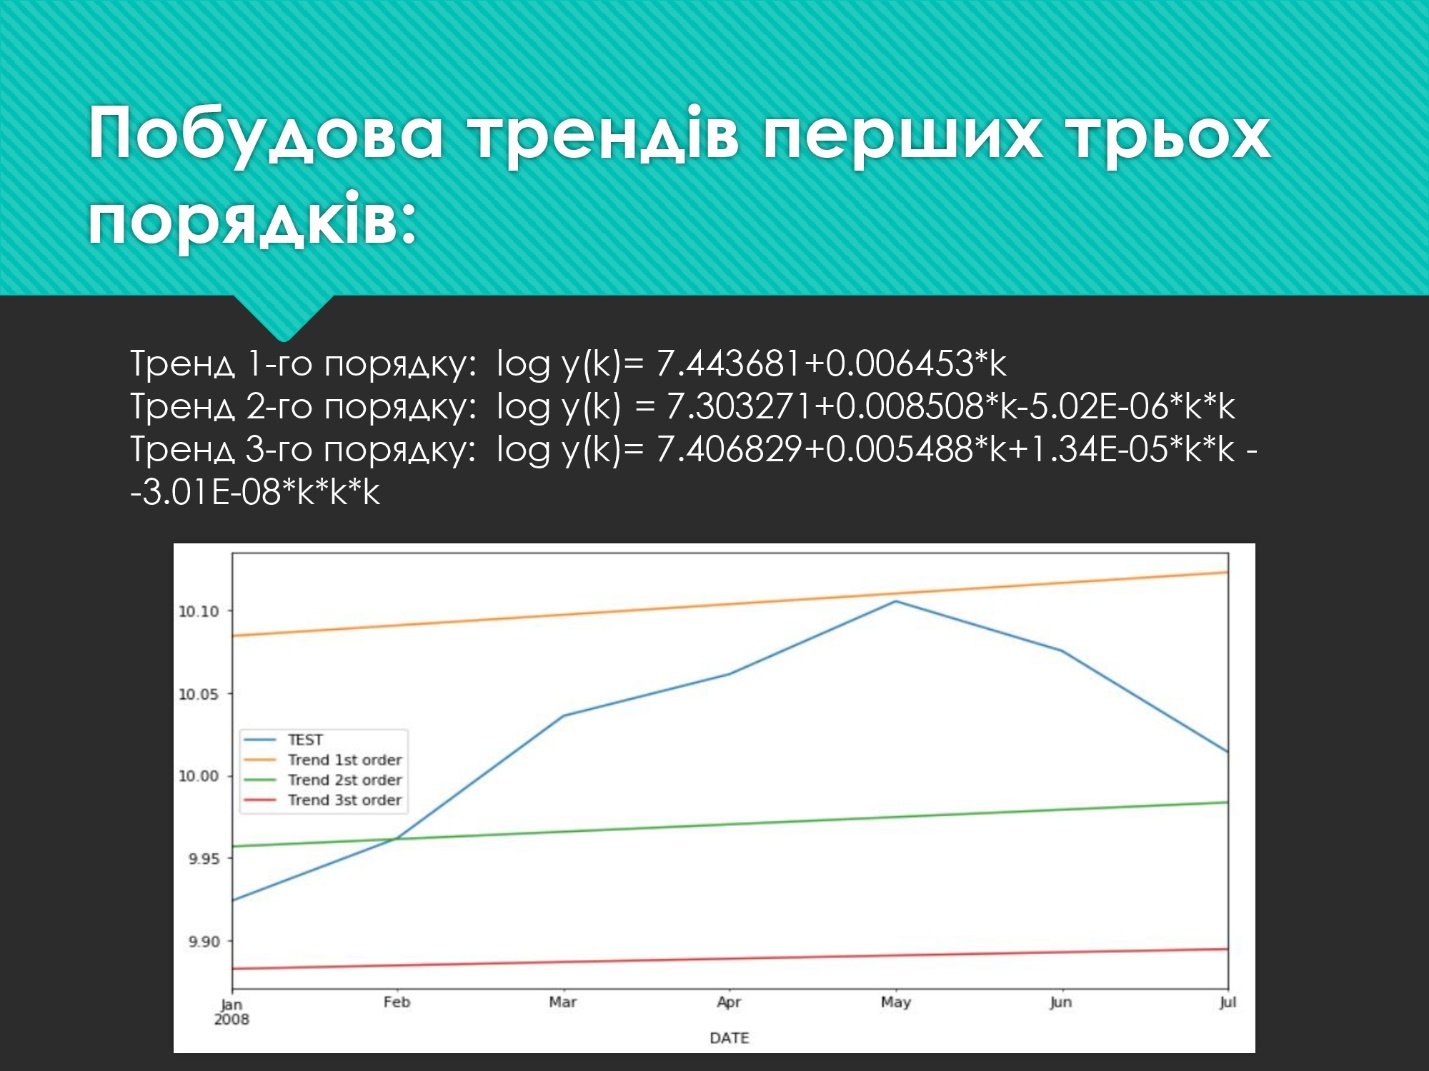 Побудова трендів перших трьох
порядків:
Тренд 1-го порядку:  log y(k)= 7.443681+0.006453*k
Тренд 2-го порядку:  log y(k) = 7.303271+0.008508*k-5.02E-06*k*k
Тренд 3-го порядку:  log y(k)= 7.406829+0.005488*k+1.34E-05*k*k -
-3.01E-08*k*k*k
10.10
10.05
10.00
9.95
9.90
TEST
Trend 1st order
Trend 2st order
Trend 3st order
Jan Feb Mar Apr May Jun Jul
2008
DATE